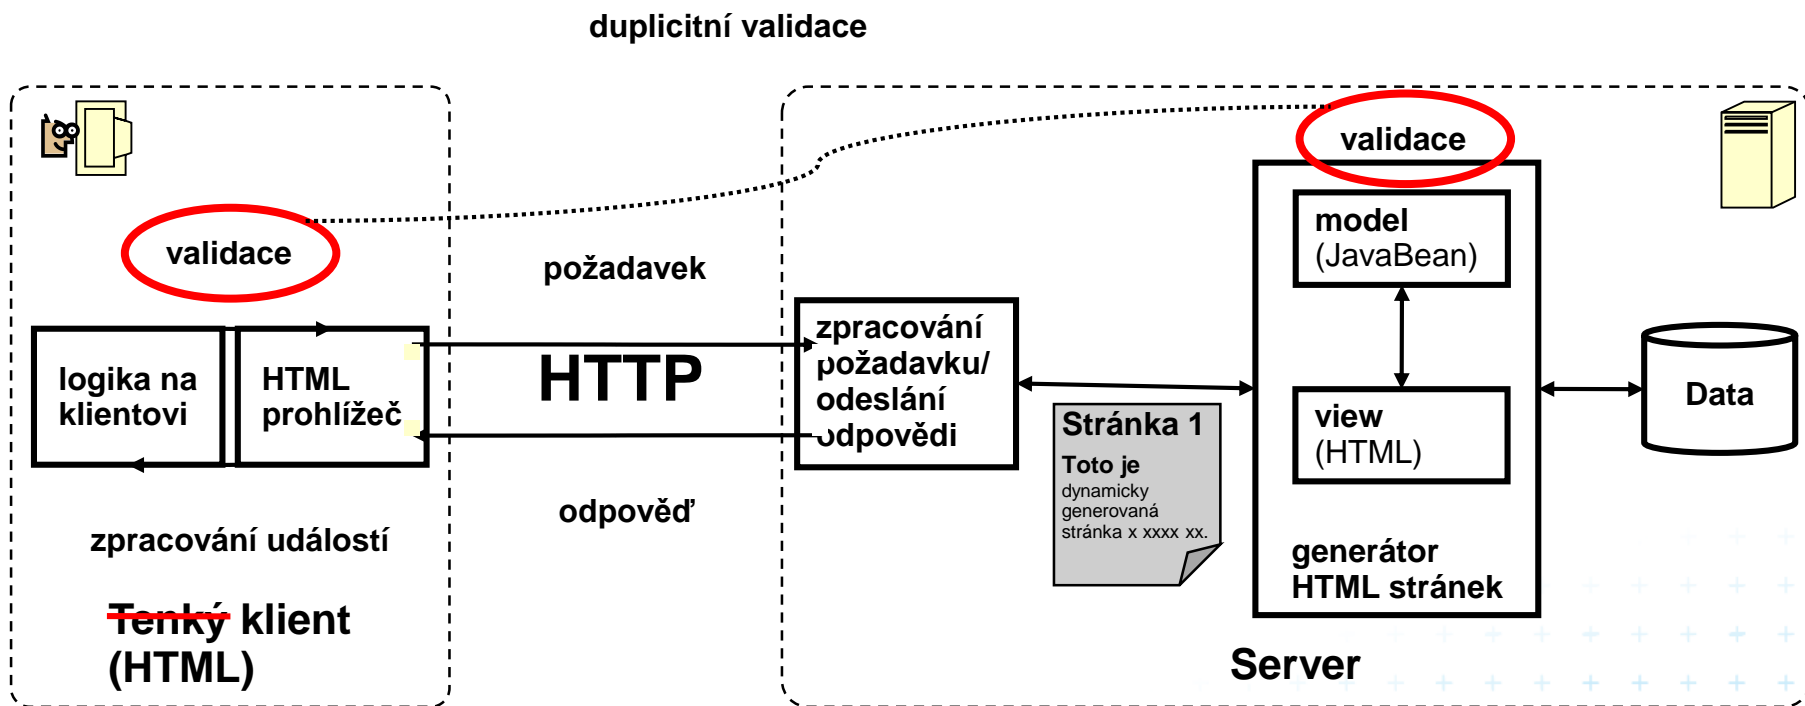 duplicitní validace
validace
logika na
klientovi
HTML
prohlížeč
zpracování událostí
Tenký klient
(HTML)
požadavek
HTTP
odpověď
zpracování
požadavku/
odeslání
odpovědi
Stránka 1
Toto je
dynamicky
generovaná
stránka x xxxx xx.
validace
model
(JavaBean)
view
(HTML)
generátor
HTML stránek
Data
Server